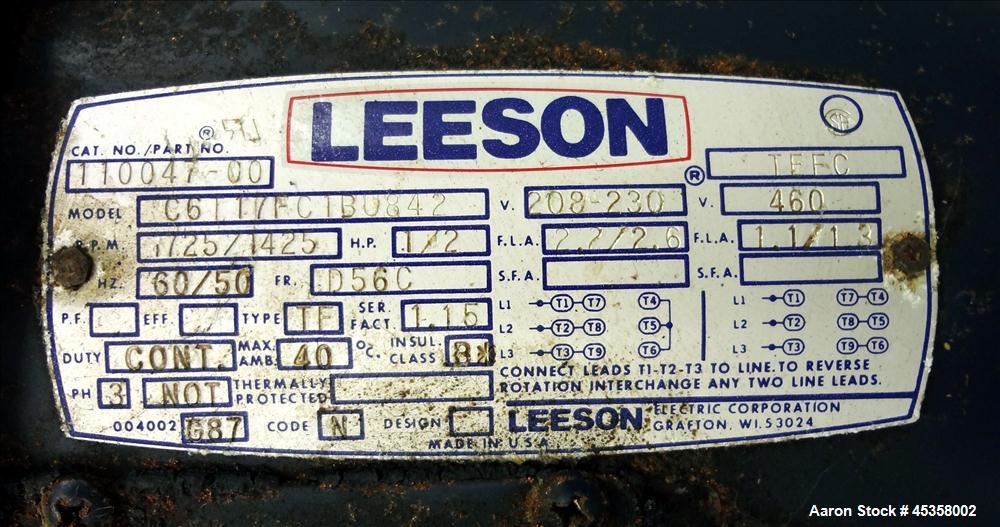 LEESON ®
® SA
CAT. NO./PART NO.
110047-00
TEFC
MODEL C6T17FC1B0842 V. 208-230 V. 460
R.P.M 1725/1425 H.P. 1/2 F.L.A. 2.2/2.6 F.L.A. 1.1/1.3
HZ. 60/50 FR. D56C S.F.A. S.F.A.
P.F. EFF. TYPE TF SER. FACT. 1.15
L1 T1 T7 T4 L1 T1 T7 T4
L2 T2 T8 T5 L2 T2 T8 T5
L3 T3 T9 T6 L3 T3 T9 T6
DUTY CONT. MAX. AMB. 40 °C. INSUL. CLASS
CONNECT LEADS T1-T2-T3 TO LINE. TO REVERSE
ROTATION INTERCHANGE ANY TWO LINE LEADS.
PH 3 NOT THERMALLY PROTECTED
004002 G87 CODE N DESIGN
LEESON ELECTRIC CORPORATION
GRAFTON, WI. 53024
MADE IN U.S.A.
Aaron Stock # 45358002